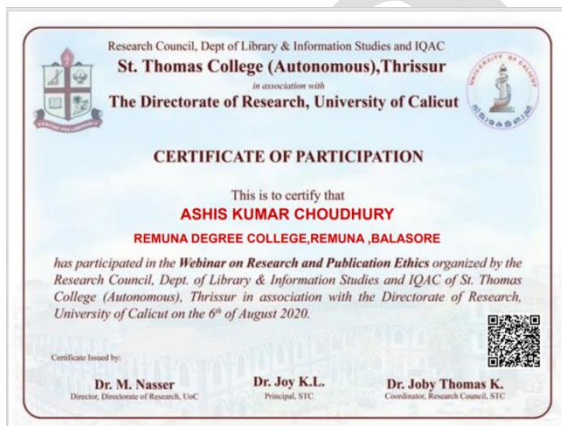 Research Council, Dept of Library & Information Studies and IQAC
St. Thomas College (Autonomous),Thrissur
in association with
The Directorate of Research, University of Calicut
CERTIFICATE OF PARTICIPATION
This is to certify that
ASHIS KUMAR CHOUDHURY
REMUNA DEGREE COLLEGE,REMUNA ,BALASORE
has participated in the Webinar on Research and Publication Ethics organized by the
Research Council, Dept. of Library & Information Studies and IQAC of St. Thomas
College (Autonomous), Thrissur in association with the Directorate of Research,
University of Calicut on the 6th of August 2020.
Certificate Issued by:
Dr. M. Nasser
Director, Directorate of Research, UoC
Dr. Joy K.L.
Principal, STC
Dr. Joby Thomas K.
Coordinator, Research Council, STC
UNIVERSITY OF CALICUT